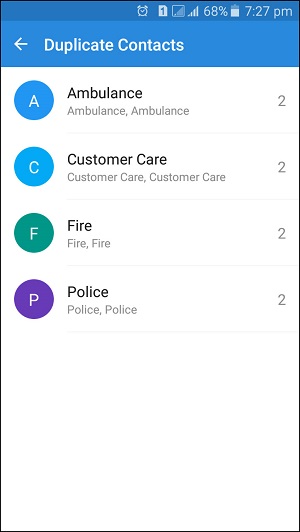 1 68% 7:27 pm
Duplicate Contacts
A Ambulance 2
Ambulance, Ambulance
C Customer Care 2
Customer Care, Customer Care
F Fire 2
Fire, Fire
P Police 2
Police, Police